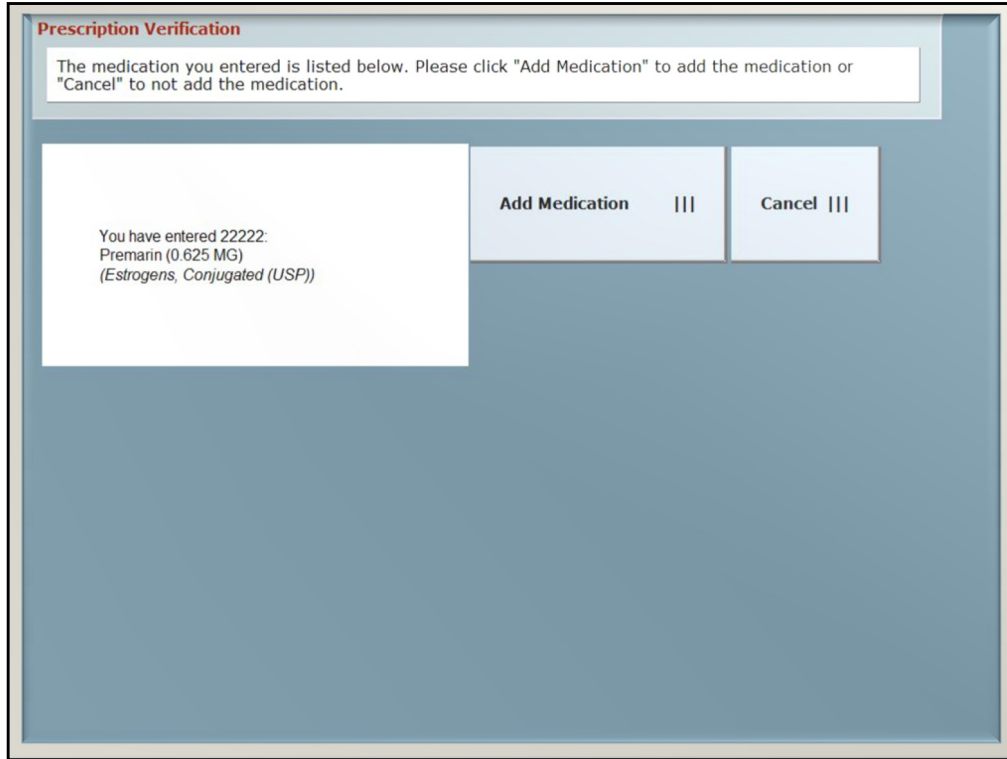 Prescription Verification
The medication you entered is listed below. Please click "Add Medication" to add the medication or
"Cancel" to not add the medication.
Add Medication |||
Cancel |||
You have entered 22222:
Premarin (0.625 MG)
(Estrogens, Conjugated (USP))